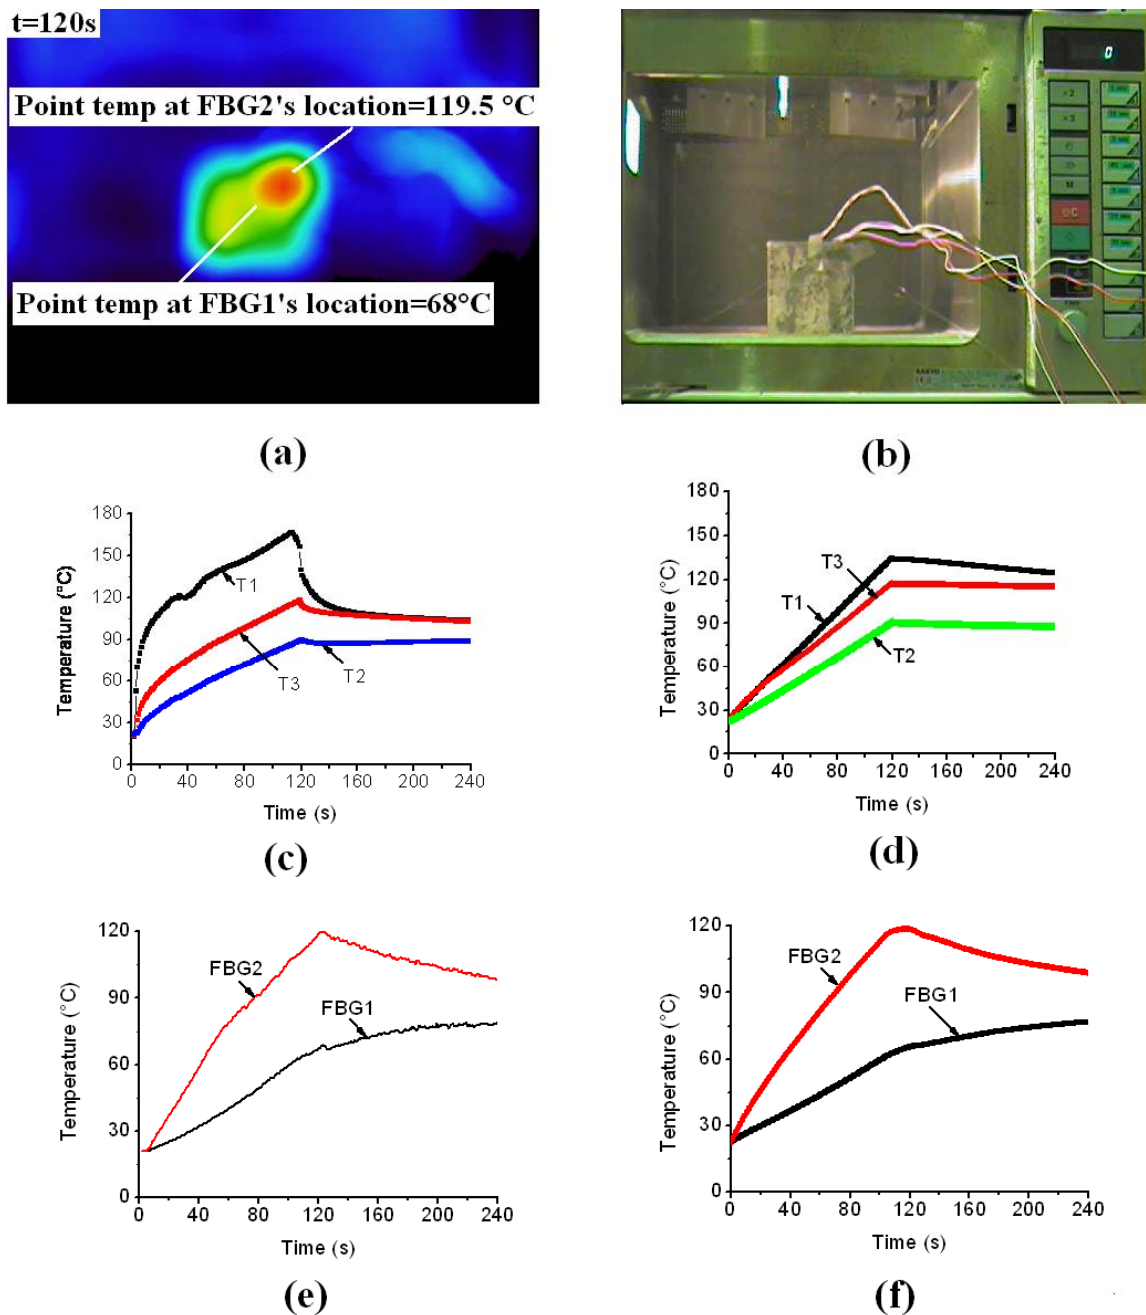 t=120s
Point temp at FBG2's location=119.5 °C
Point temp at FBG1's location=68°C
(a)
0
×2
×3
M
SANYO
(b)
180
150
120
90
60
30
0
Temperature (°C)
T1
T3
T2
0 40 80 120 160 200 240
Time (s)
(c)
180
150
120
90
60
30
0
Temperature (°C)
T3
T1
T2
0 40 80 120 160 200 240
Time (s)
(d)
120
90
60
30
0
Temperature (°C)
FBG2
FBG1
0 40 80 120 160 200 240
Time (s)
(e)
120
90
60
30
0
Temperature (°C)
FBG2
FBG1
0 40 80 120 160 200 240
Time (s)
(f)